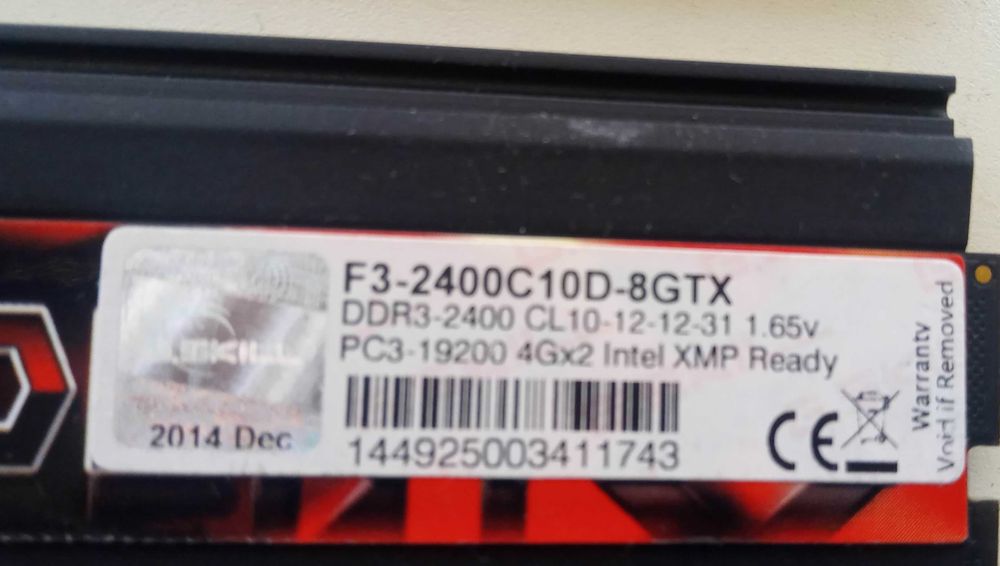 F3-2400C10D-8GTX
DDR3-2400 CL10-12-12-31 1.65v
PC3-19200 4Gx2 Intel XMP Ready
144925003411743
2014 Dec
G.SKILL
CE
Warranty
Void if Removed